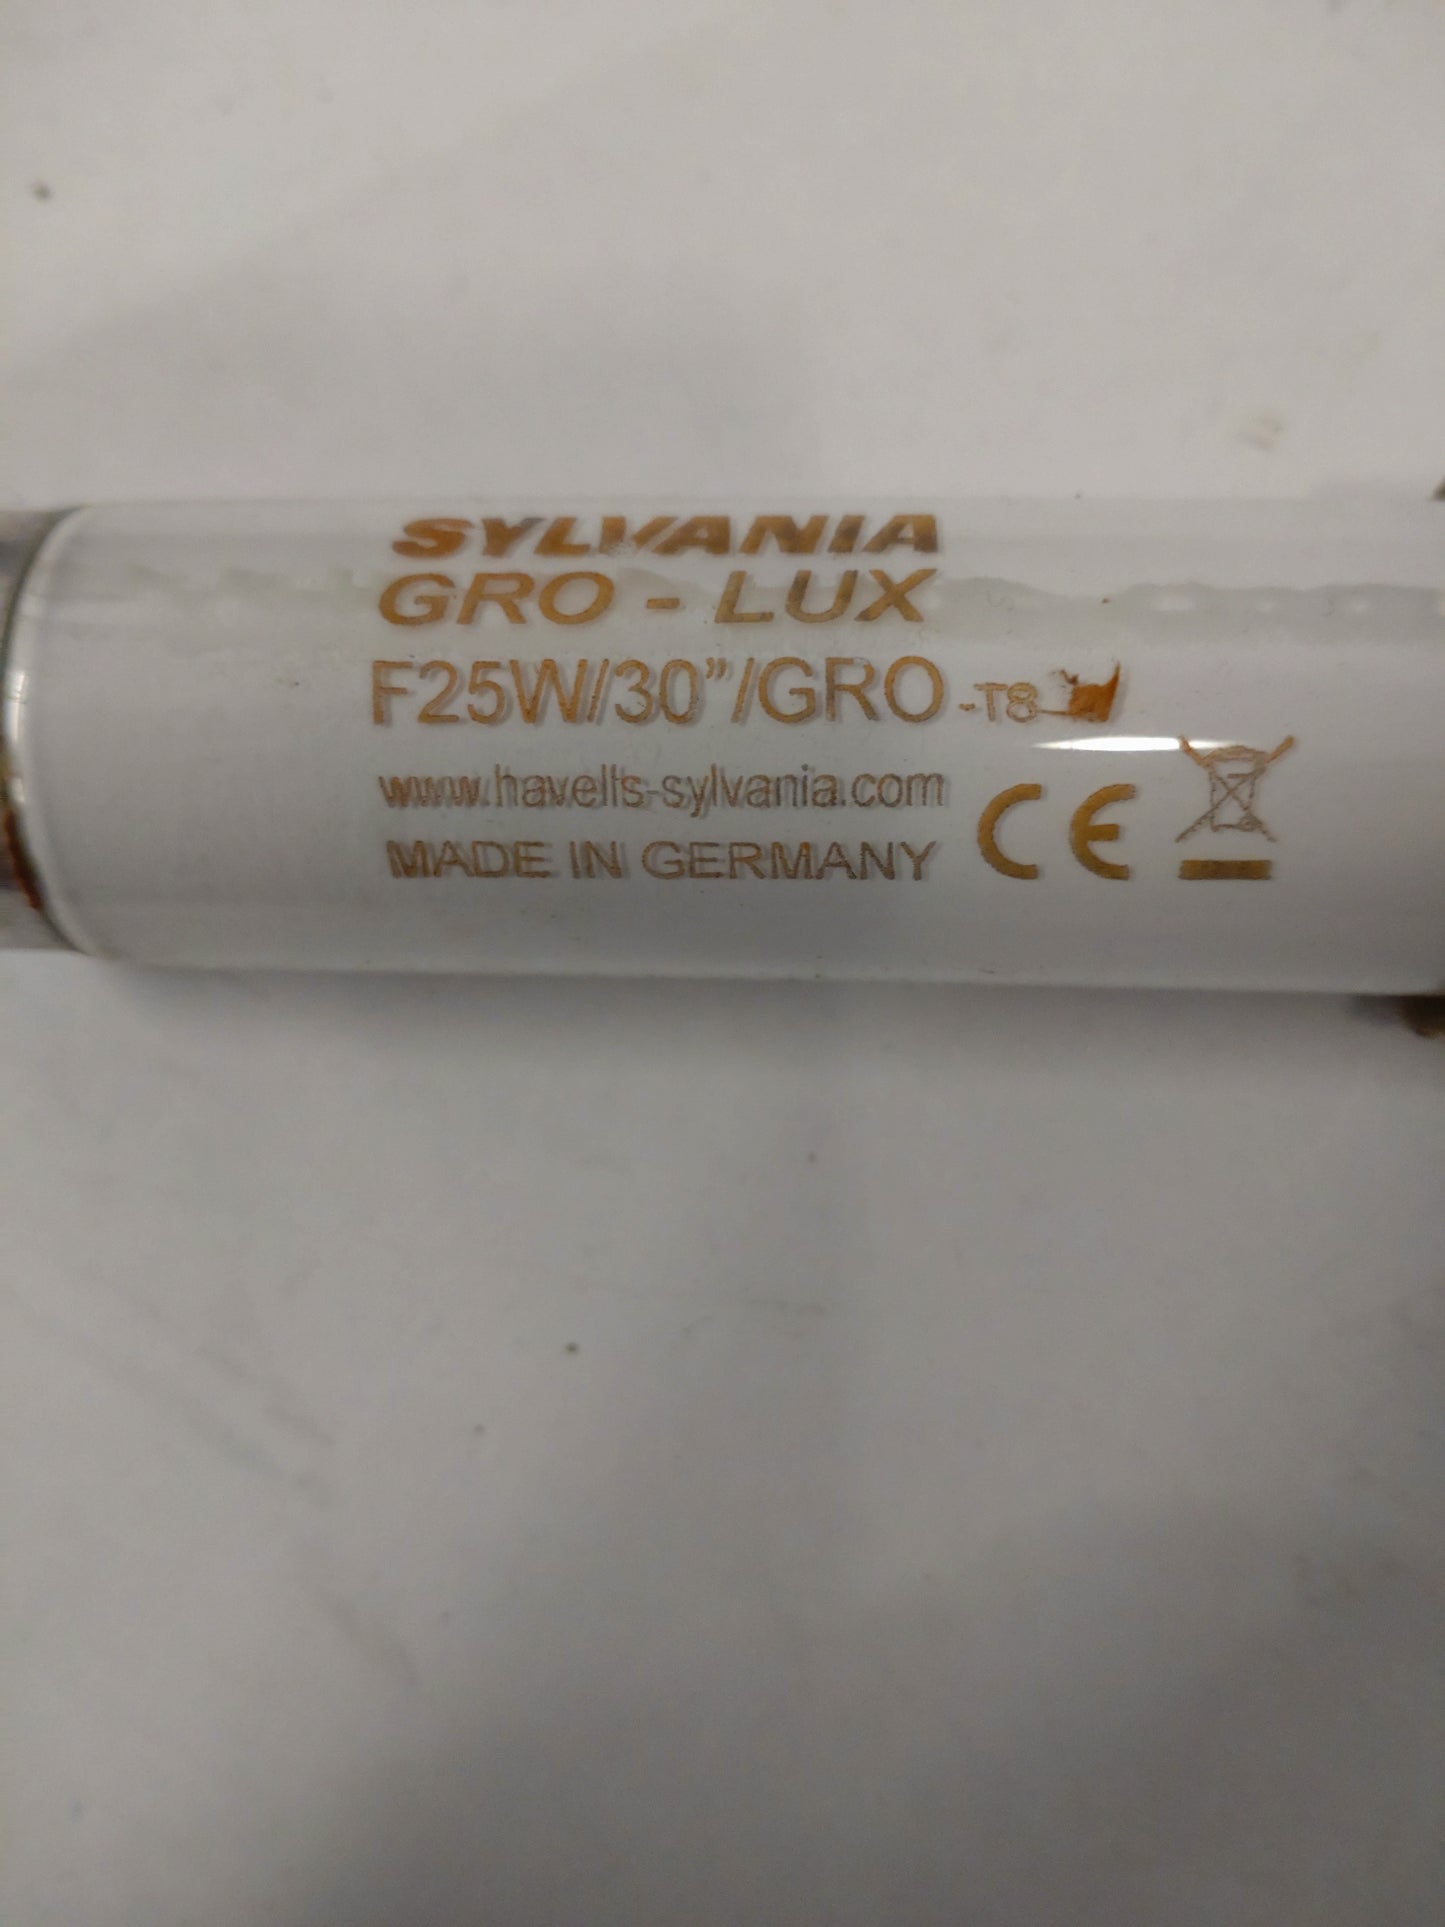 SYLVANIA
GRO - LUX
F25W/30”/GRO -T8
www.havells-sylvania.com
MADE IN GERMANY
CE